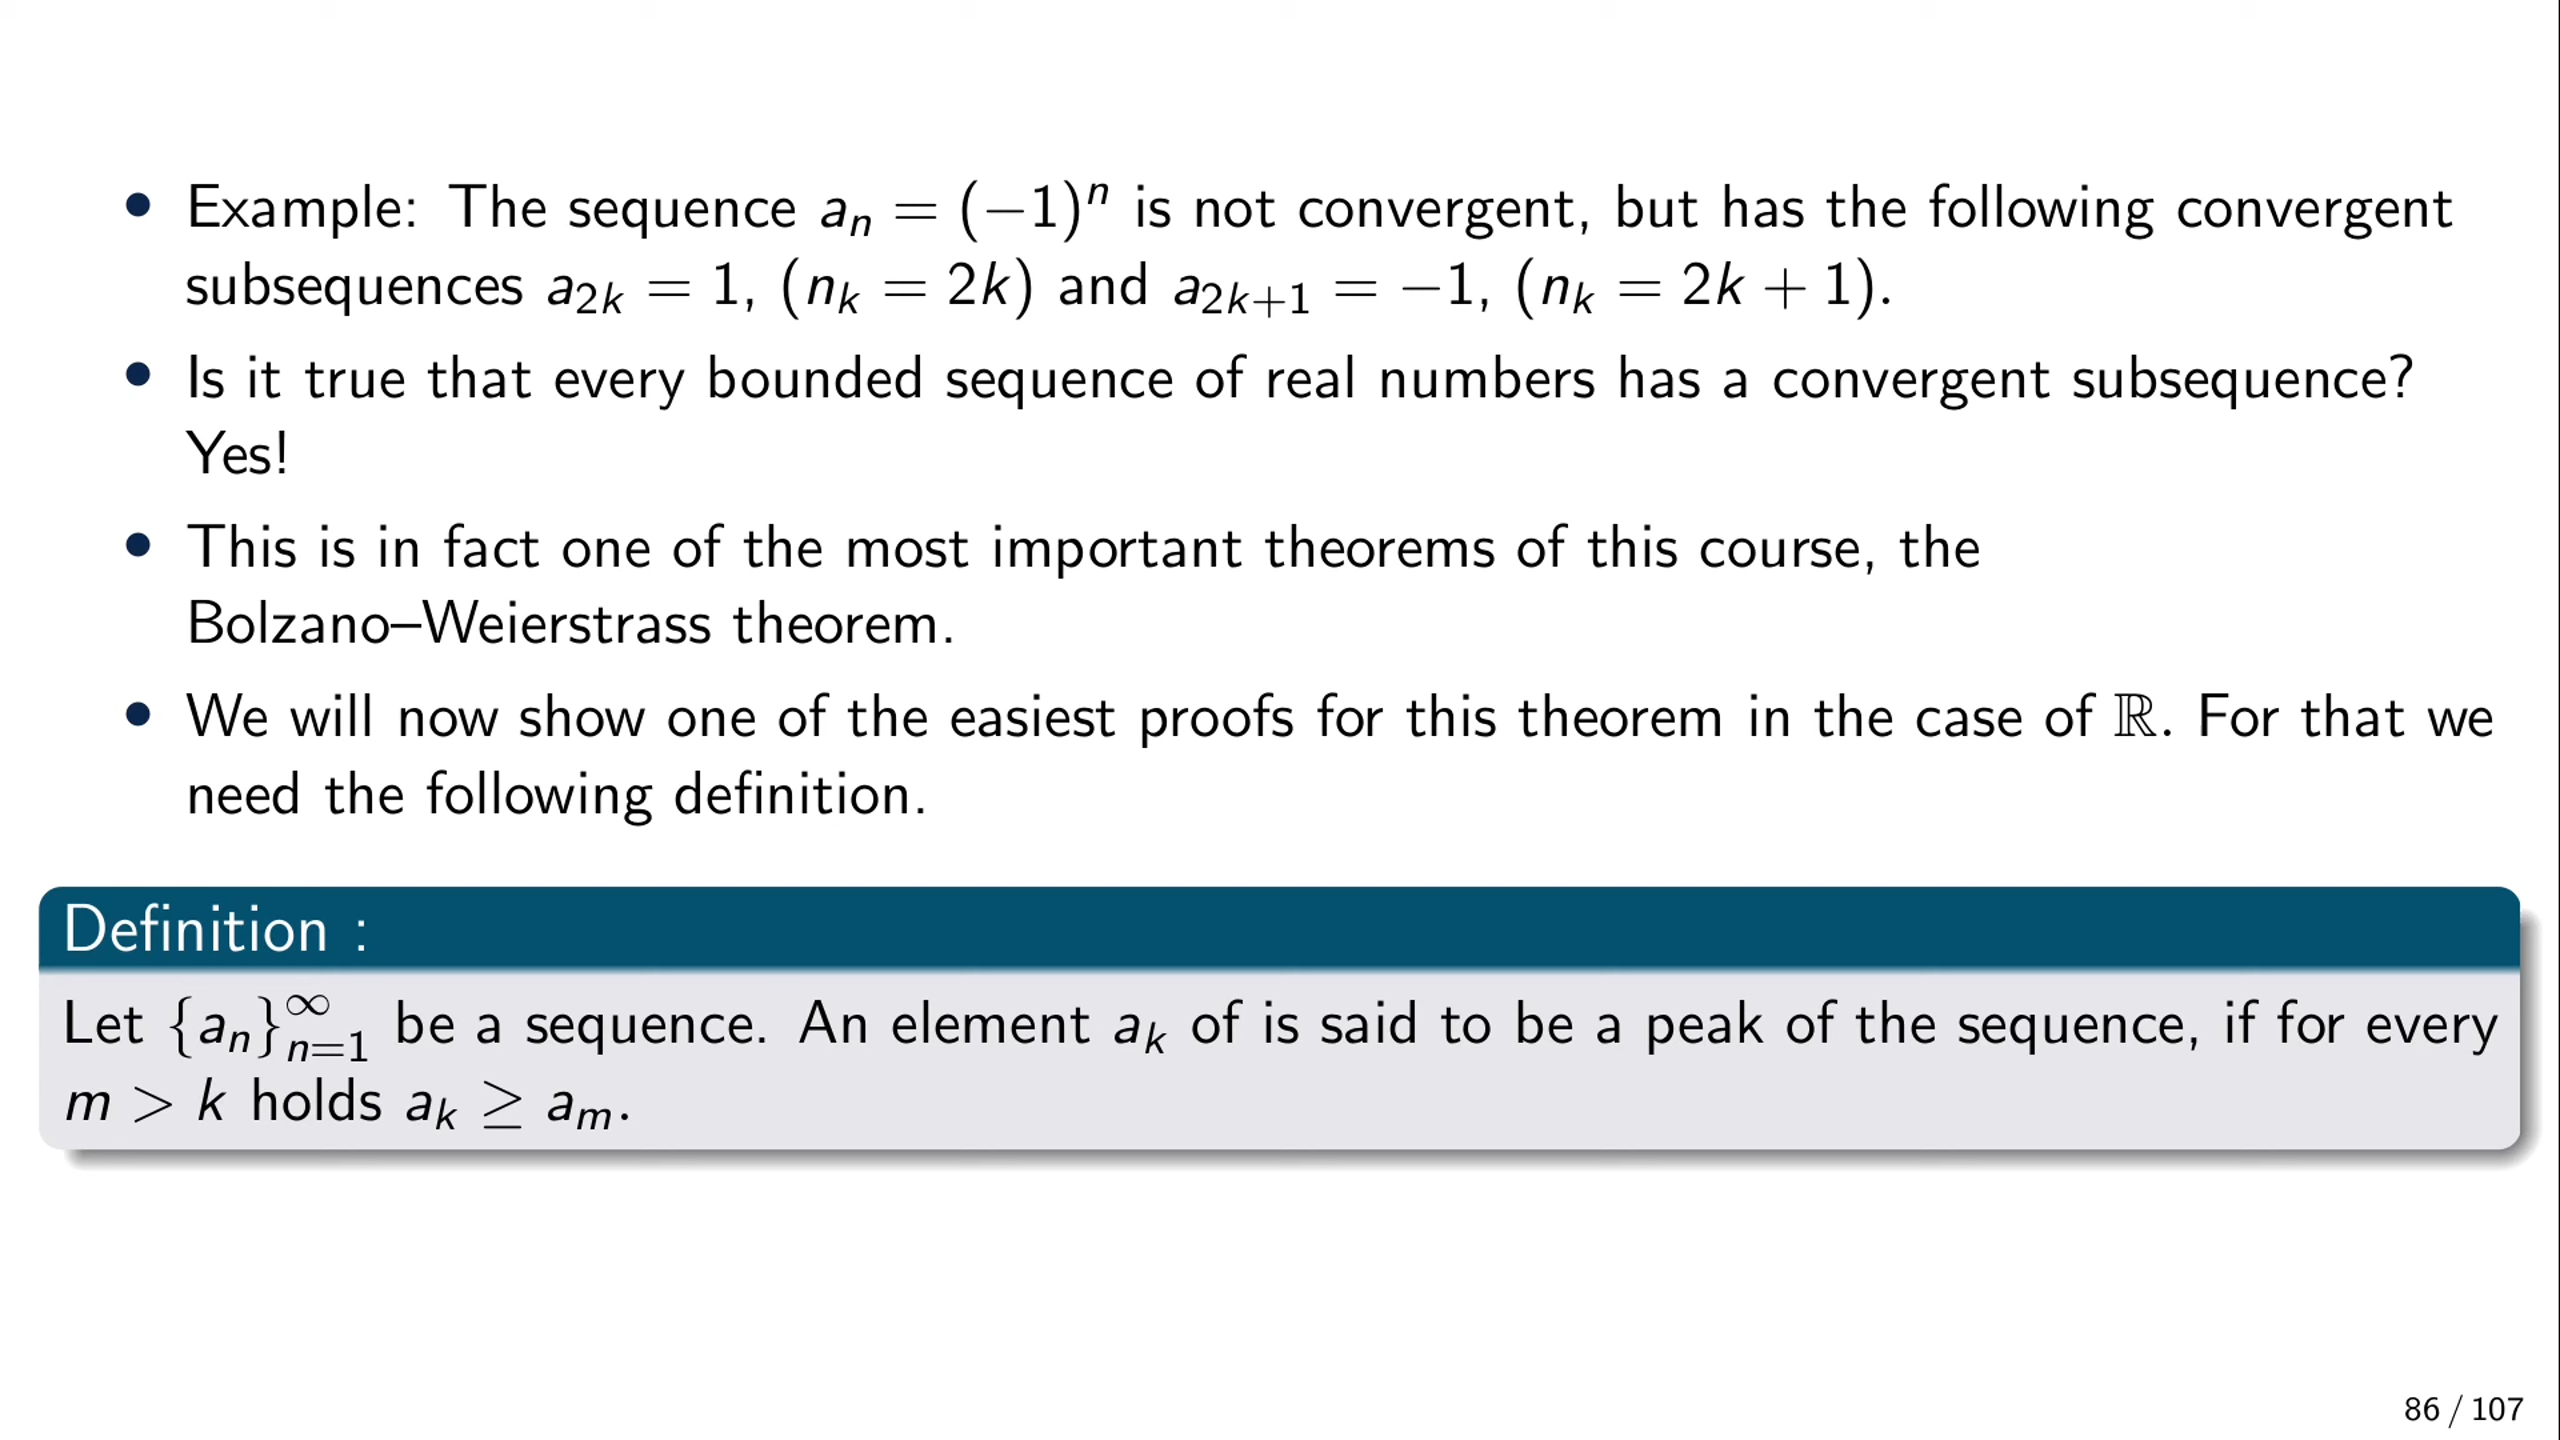 • Example: The sequence aₙ = (−1)ⁿ is not convergent, but has the following convergent
subsequences a₂ₖ = 1, (nₖ = 2k) and a₂ₖ₊₁ = −1, (nₖ = 2k + 1).
• Is it true that every bounded sequence of real numbers has a convergent subsequence?
Yes!
• This is in fact one of the most important theorems of this course, the
Bolzano–Weierstrass theorem.
• We will now show one of the easiest proofs for this theorem in the case of ℝ. For that we
need the following definition.
Definition :
Let {aₙ}_{n=1}^{∞} be a sequence. An element aₖ of is said to be a peak of the sequence, if for every
m > k holds aₖ ≥ aₘ.
86 / 107